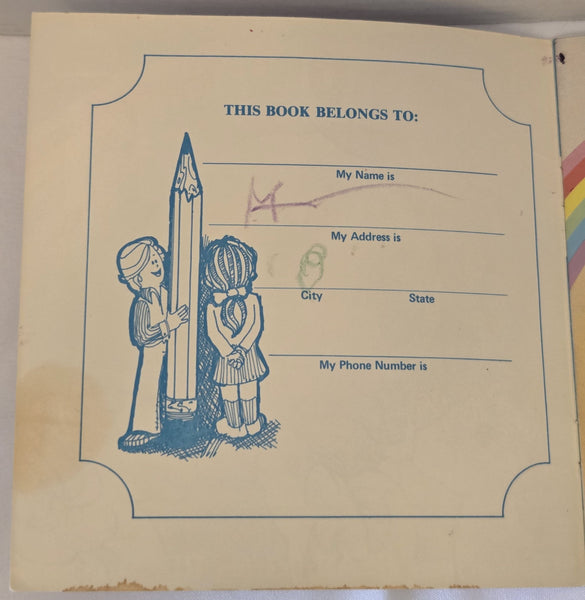 THIS BOOK BELONGS TO:
My Name is
My Address is
City State
My Phone Number is